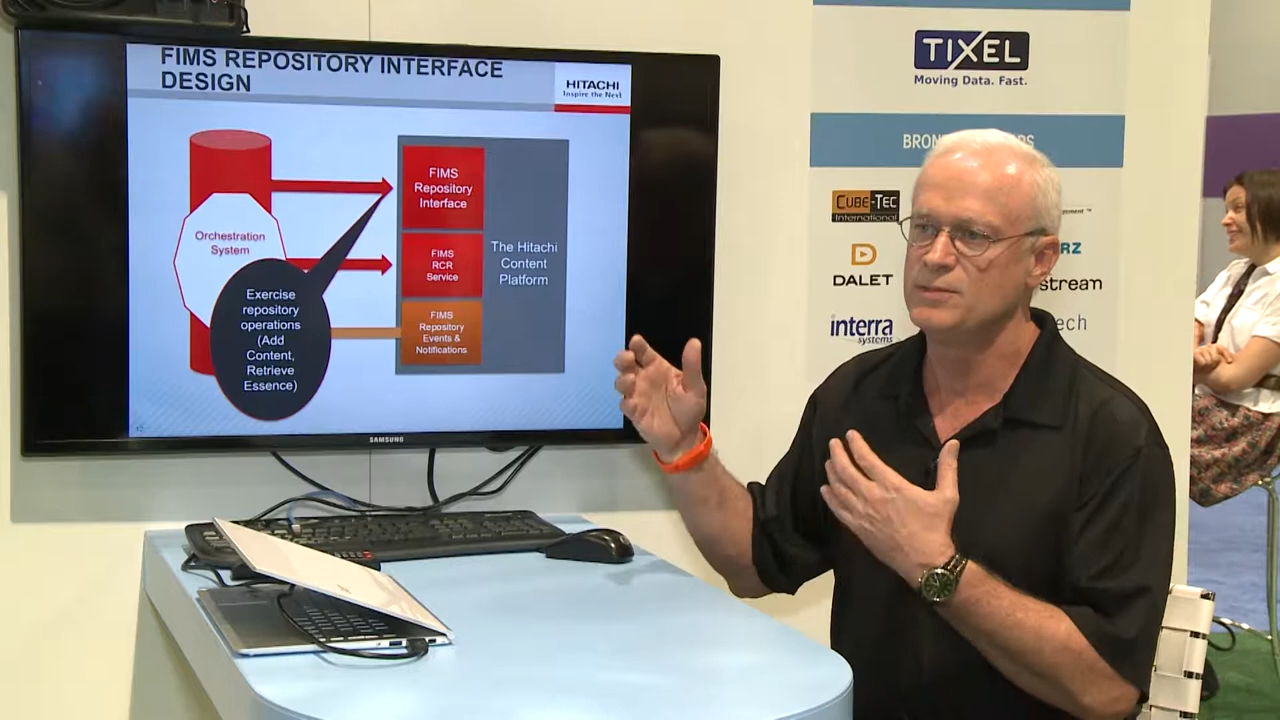 FIMS REPOSITORY INTERFACE
DESIGN
HITACHI
Inspire the Next
Orchestration
System
Exercise
repository
operations
(Add
Content,
Retrieve
Essence)
FIMS
Repository
Interface
FIMS
RCR
Service
FIMS
Repository
Events &
Notifications
The Hitachi
Content
Platform
SAMSUNG
TIXEL
Moving Data. Fast.
CUBE-TEC
International
DALET
interra
systems
stream